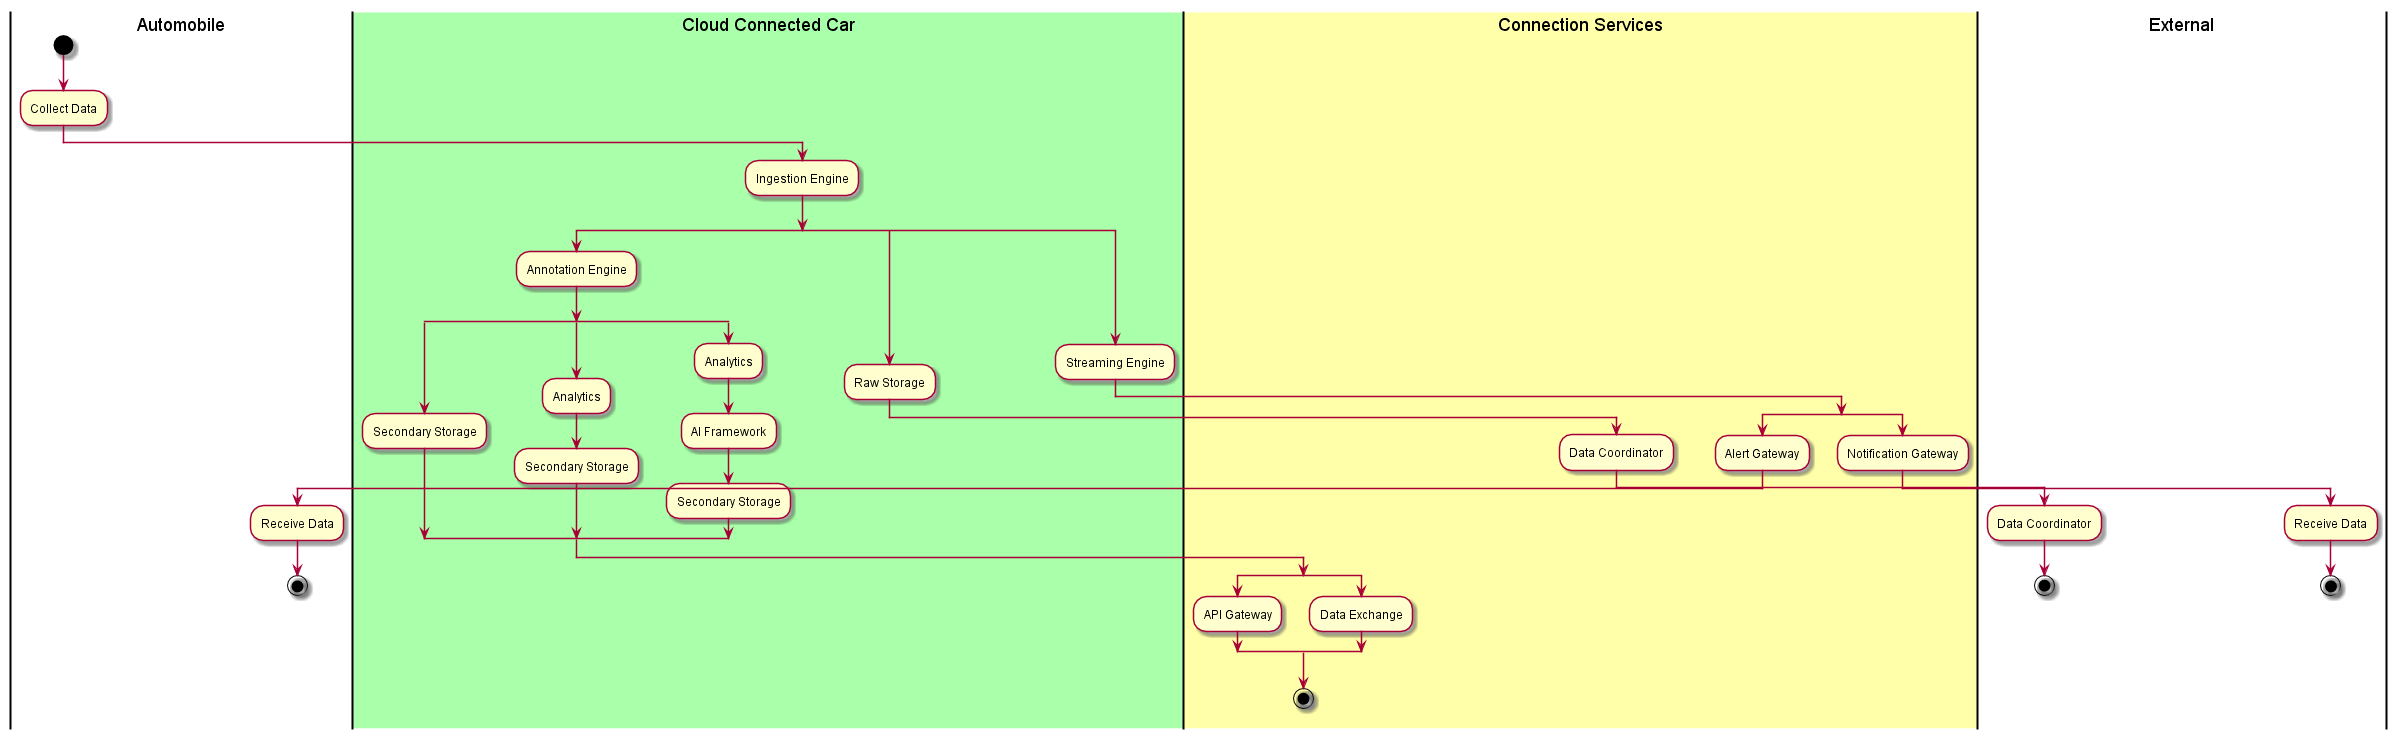 Automobile
Cloud Connected Car
Connection Services
External
Collect Data
Ingestion Engine
Annotation Engine
Analytics
Streaming Engine
Raw Storage
Analytics
Secondary Storage
AI Framework
Data Coordinator
Alert Gateway
Notification Gateway
Secondary Storage
Secondary Storage
Receive Data
Data Coordinator
Receive Data
API Gateway
Data Exchange